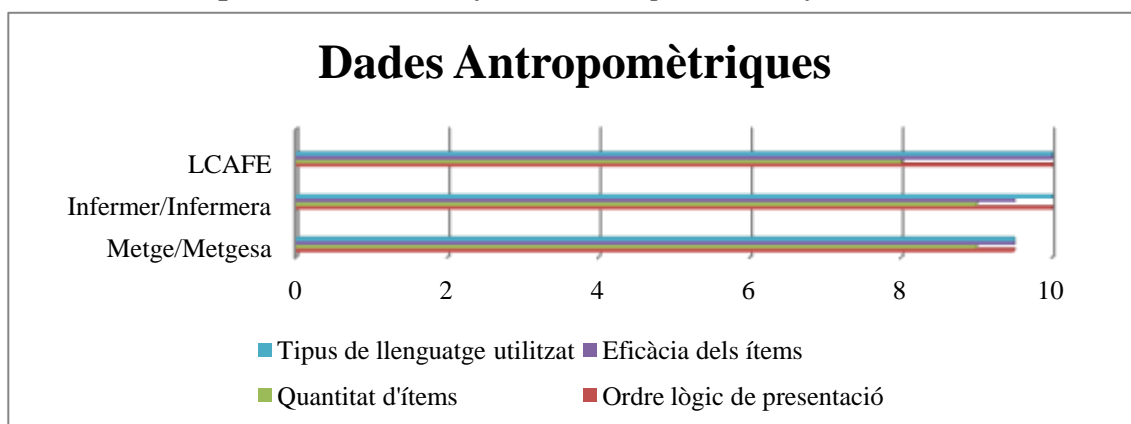 Dades Antropomètriques
LCAFE
Infermer/Infermera
Metge/Metgesa
0 2 4 6 8 10
Tipus de llenguatge utilitzat Eficàcia dels ítems
Quantitat d'ítems Ordre lògic de presentació